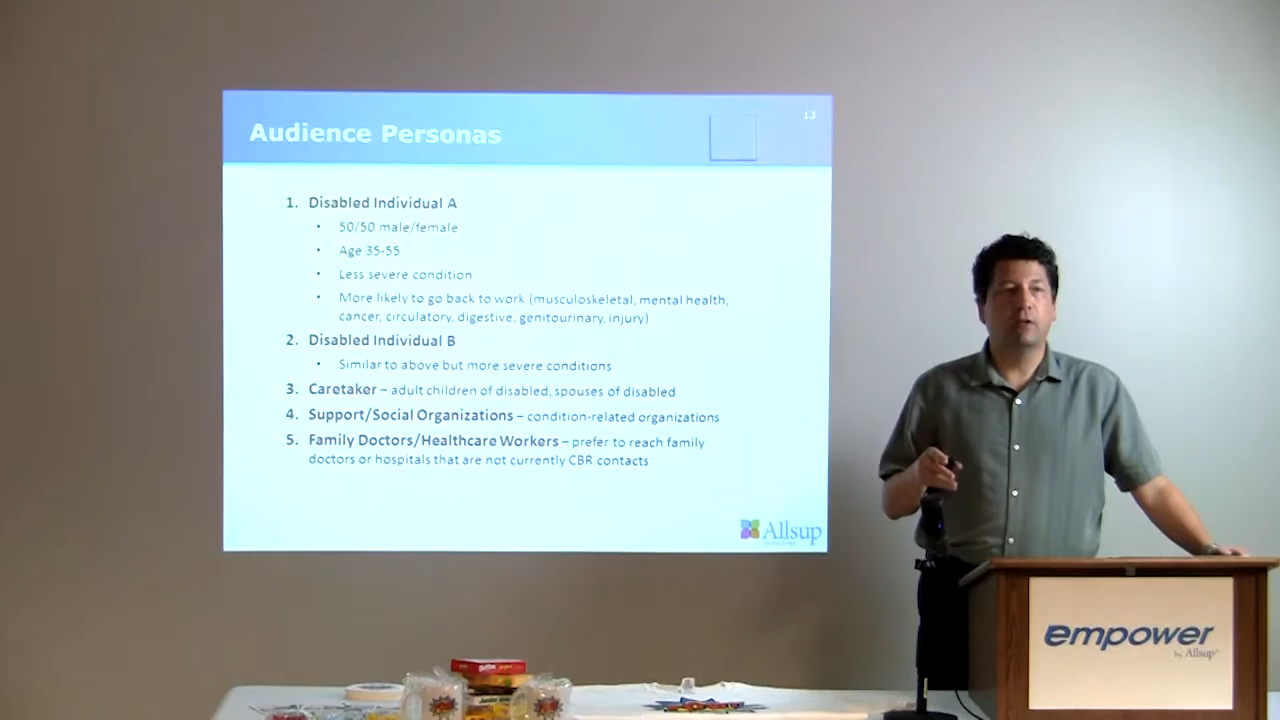 Audience Personas
13
1. Disabled Individual A
• 50/50 male/female
• Age 35-55
• Less severe condition
• More likely to go back to work (musculoskeletal, mental health,
cancer, circulatory, digestive, genitourinary, injury)
2. Disabled Individual B
• Similar to above but more severe conditions
3. Caretaker – adult children of disabled, spouses of disabled
4. Support/Social Organizations – condition-related organizations
5. Family Doctors/Healthcare Workers – prefer to reach family
doctors or hospitals that are not currently CBR contacts
Allsup
empower
by Allsup®